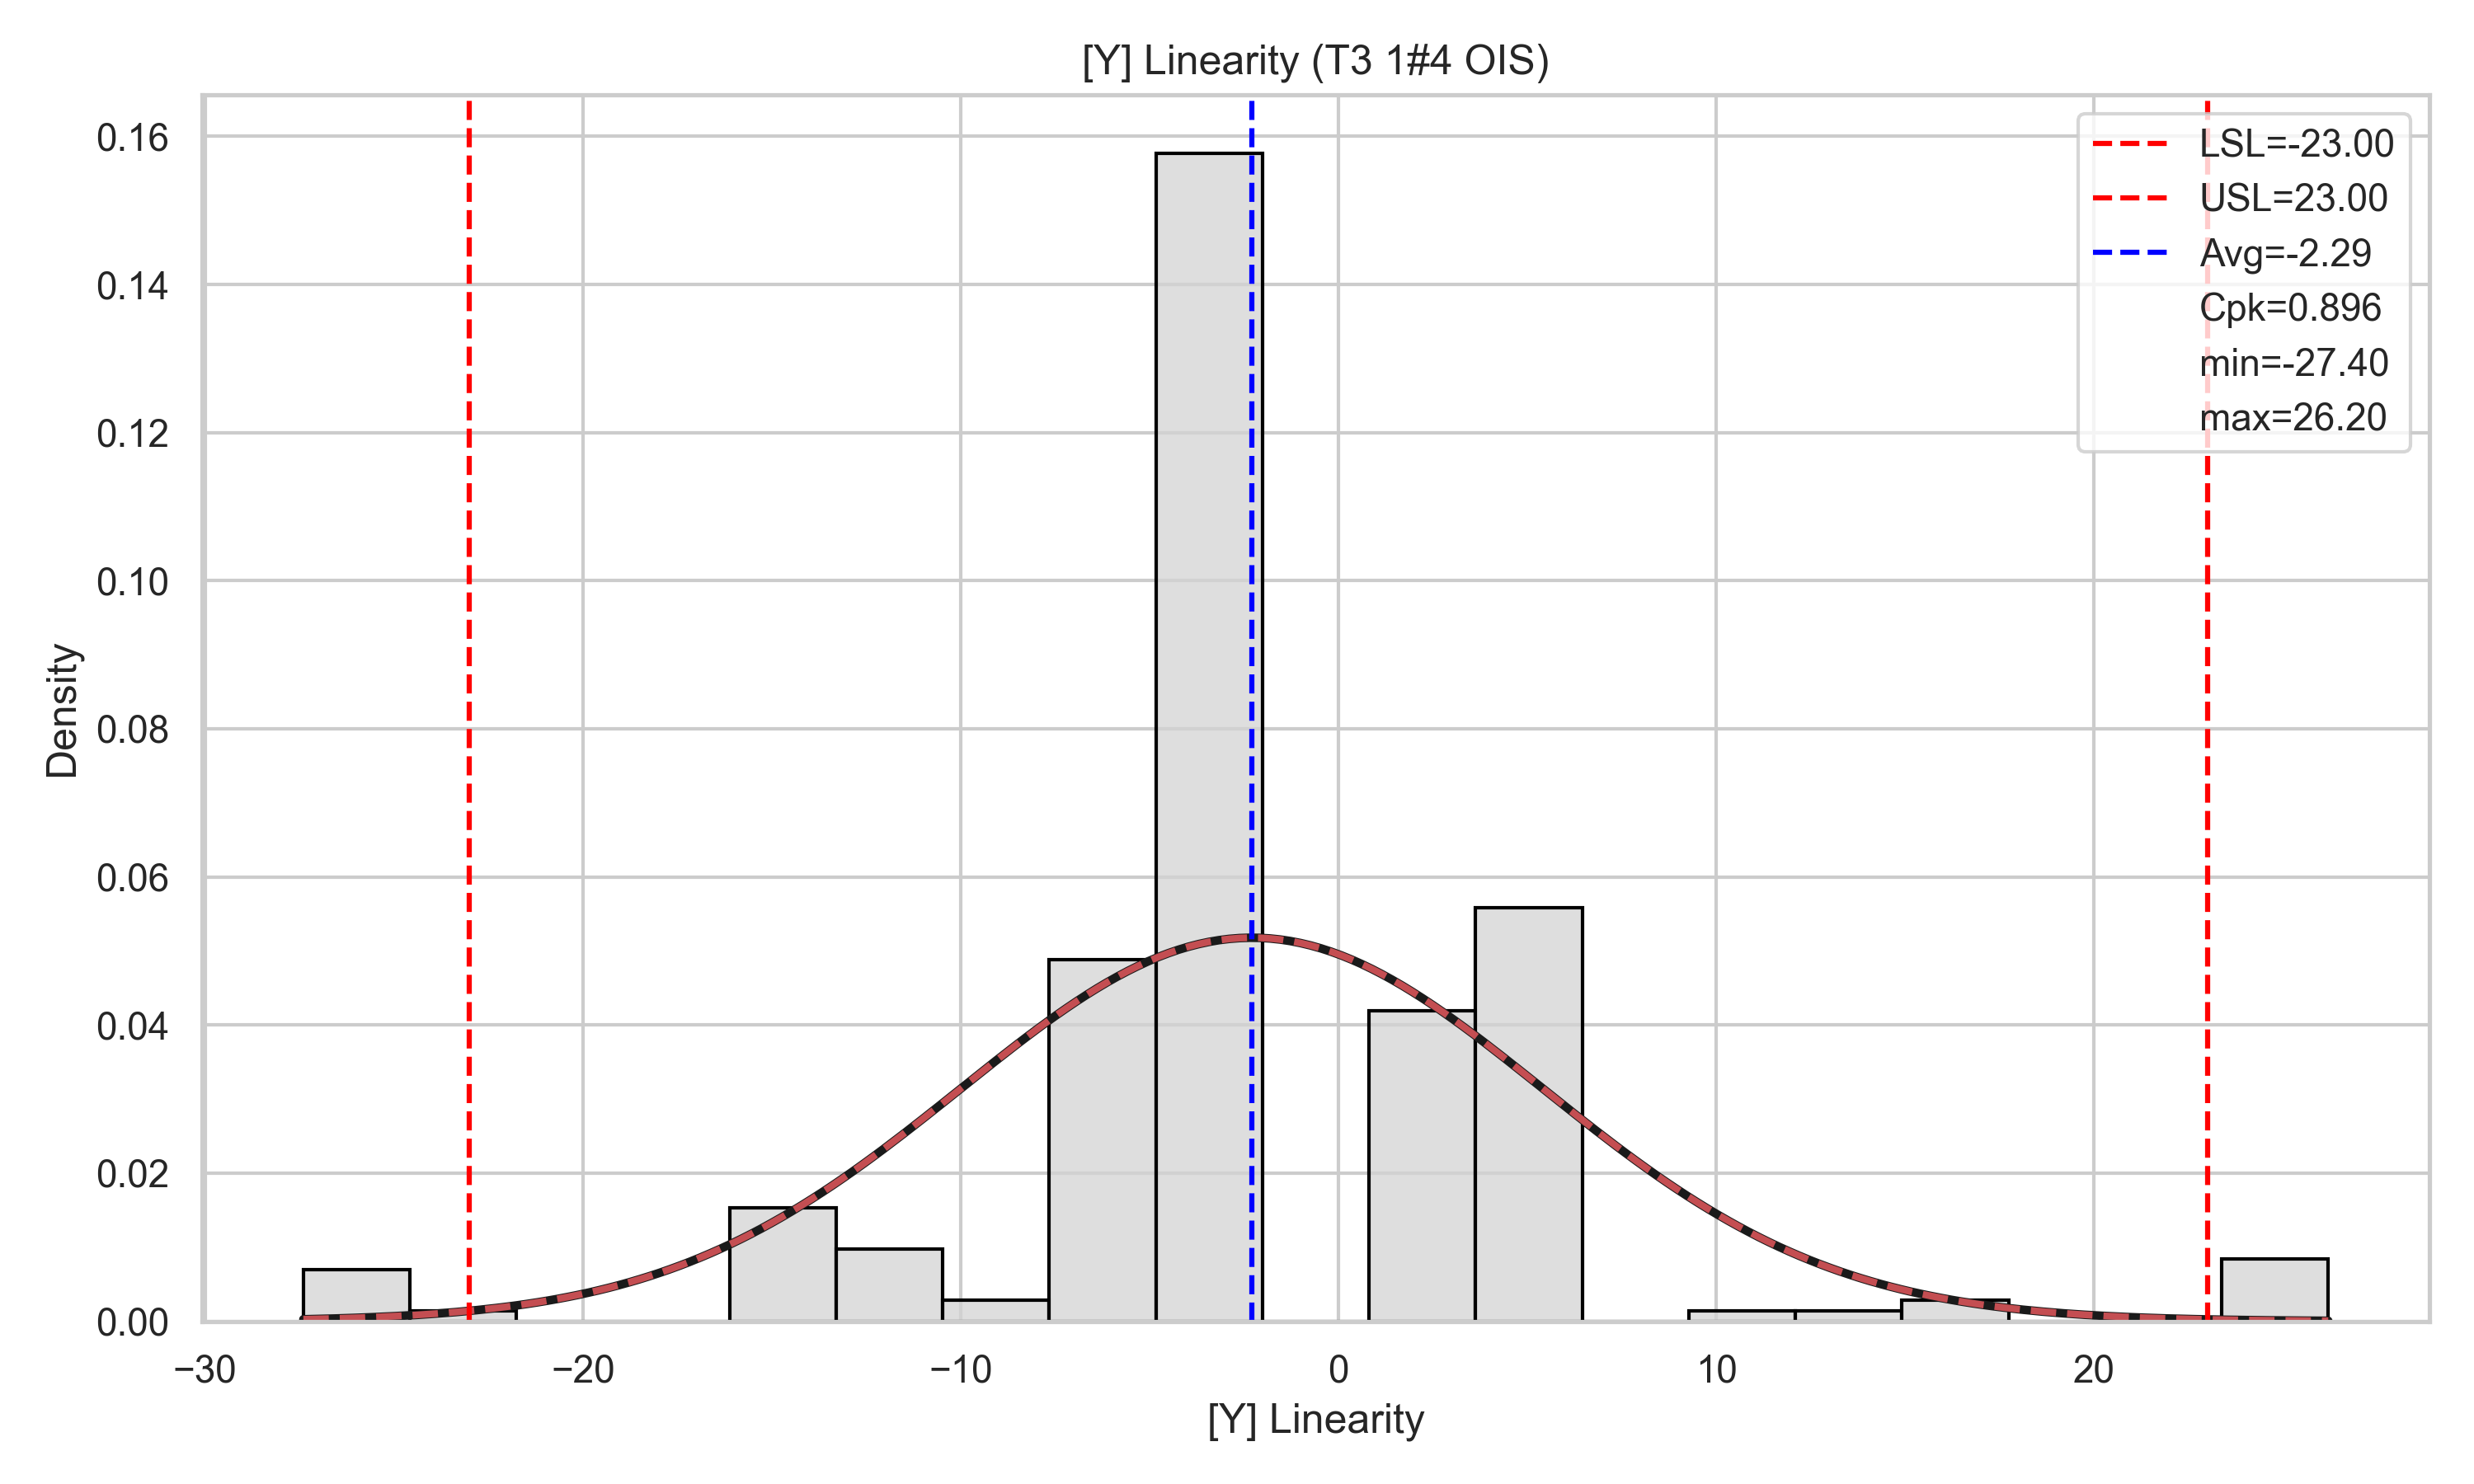 [Y] Linearity (T3 1#4 OIS)
LSL=-23.00
USL=23.00
Avg=-2.29
Cpk=0.896
min=-27.40
max=26.20
Density
0.16
0.14
0.12
0.10
0.08
0.06
0.04
0.02
0.00
−30 −20 −10 0 10 20
[Y] Linearity